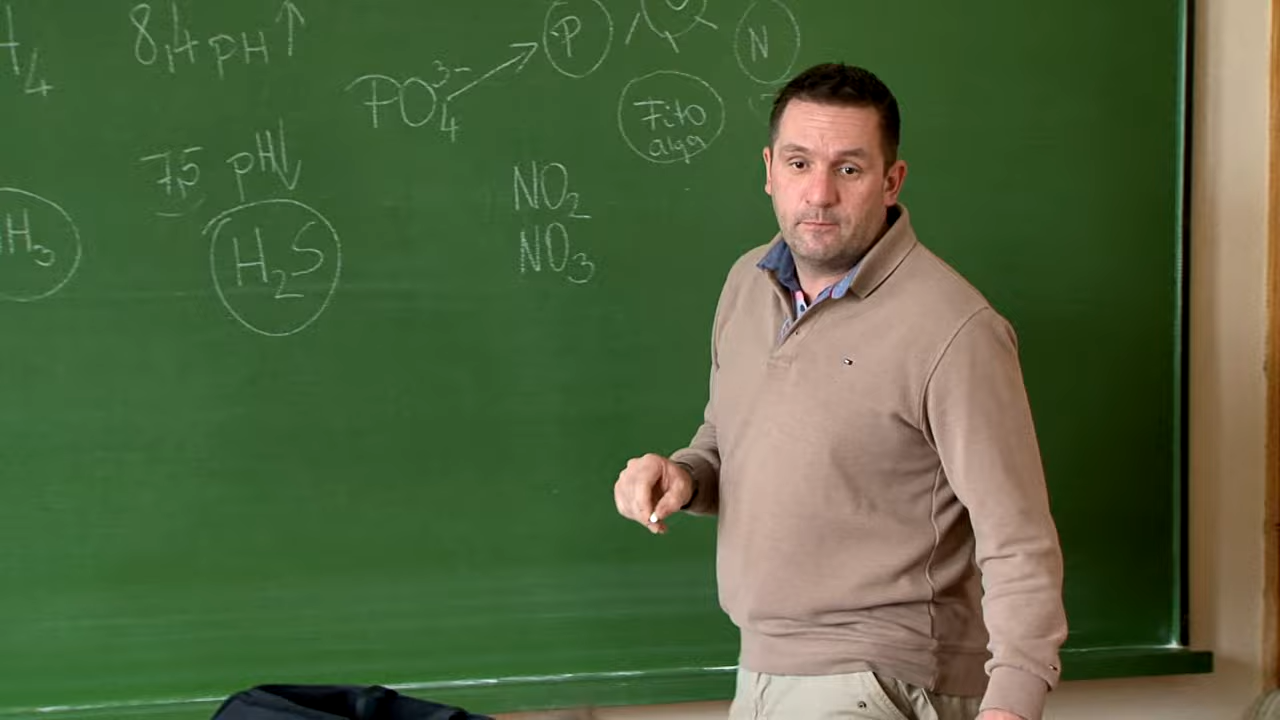 H4
8,4 pH ↑
PO4 3- → P
N
Fito
alga
7,5 pH ↓
NO2
H3
H2S
NO3